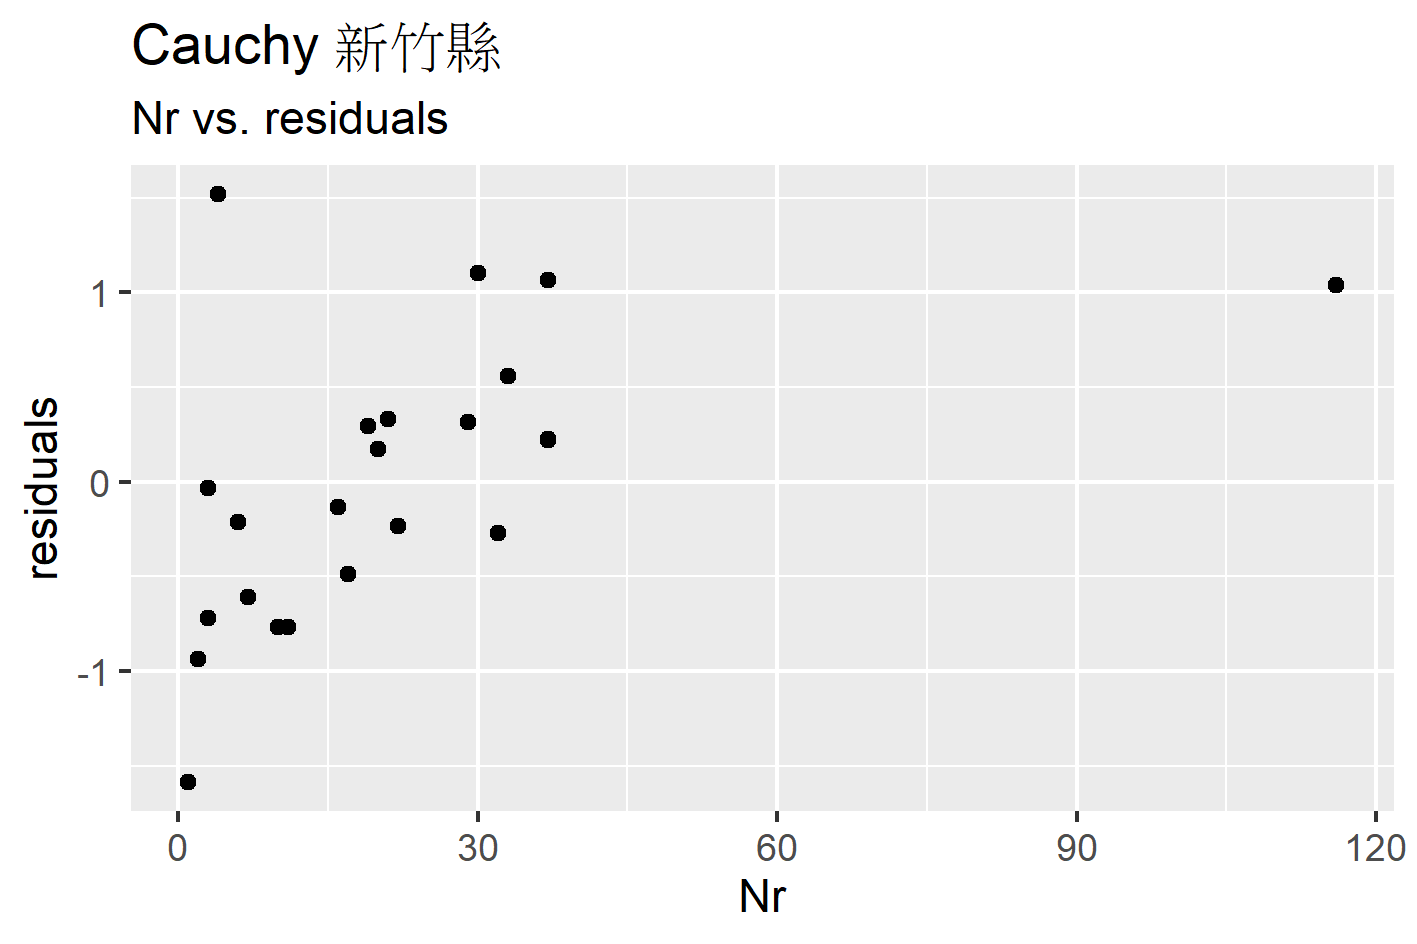 Cauchy 新竹縣
Nr vs. residuals
1
0
-1
residuals
0 30 60 90 120
Nr